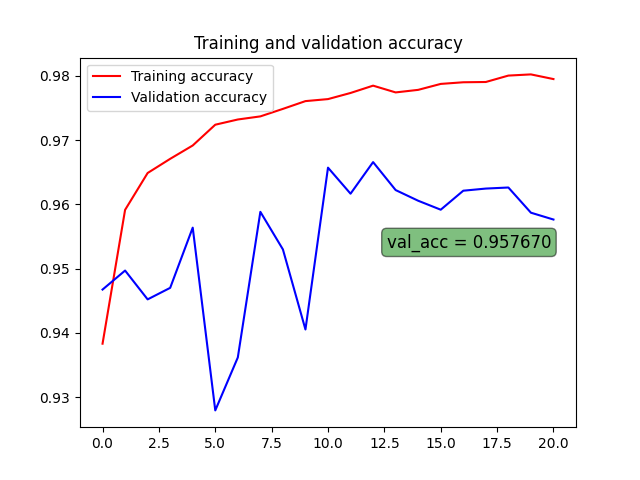 Training and validation accuracy
Training accuracy
Validation accuracy
0.98
0.97
0.96
0.95
0.94
0.93
val_acc = 0.957670
0.0 2.5 5.0 7.5 10.0 12.5 15.0 17.5 20.0